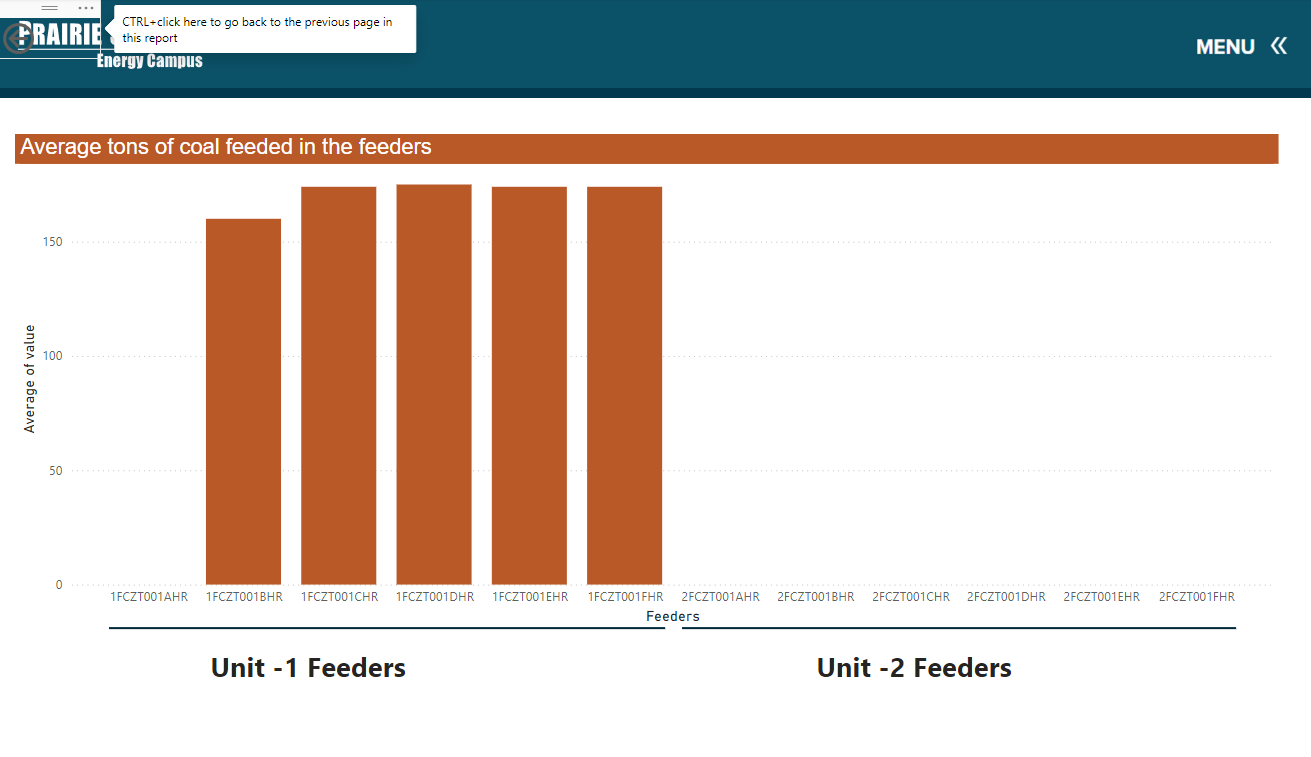 CTRL+click here to go back to the previous page in
this report
PRAIRIE
Energy Campus
MENU
Average tons of coal feeded in the feeders
150
100
50
0
Average of value
1FCZT001AHR 1FCZT001BHR 1FCZT001CHR 1FCZT001DHR 1FCZT001EHR 1FCZT001FHR 2FCZT001AHR 2FCZT001BHR 2FCZT001CHR 2FCZT001DHR 2FCZT001EHR 2FCZT001FHR
Feeders
Unit -1 Feeders
Unit -2 Feeders